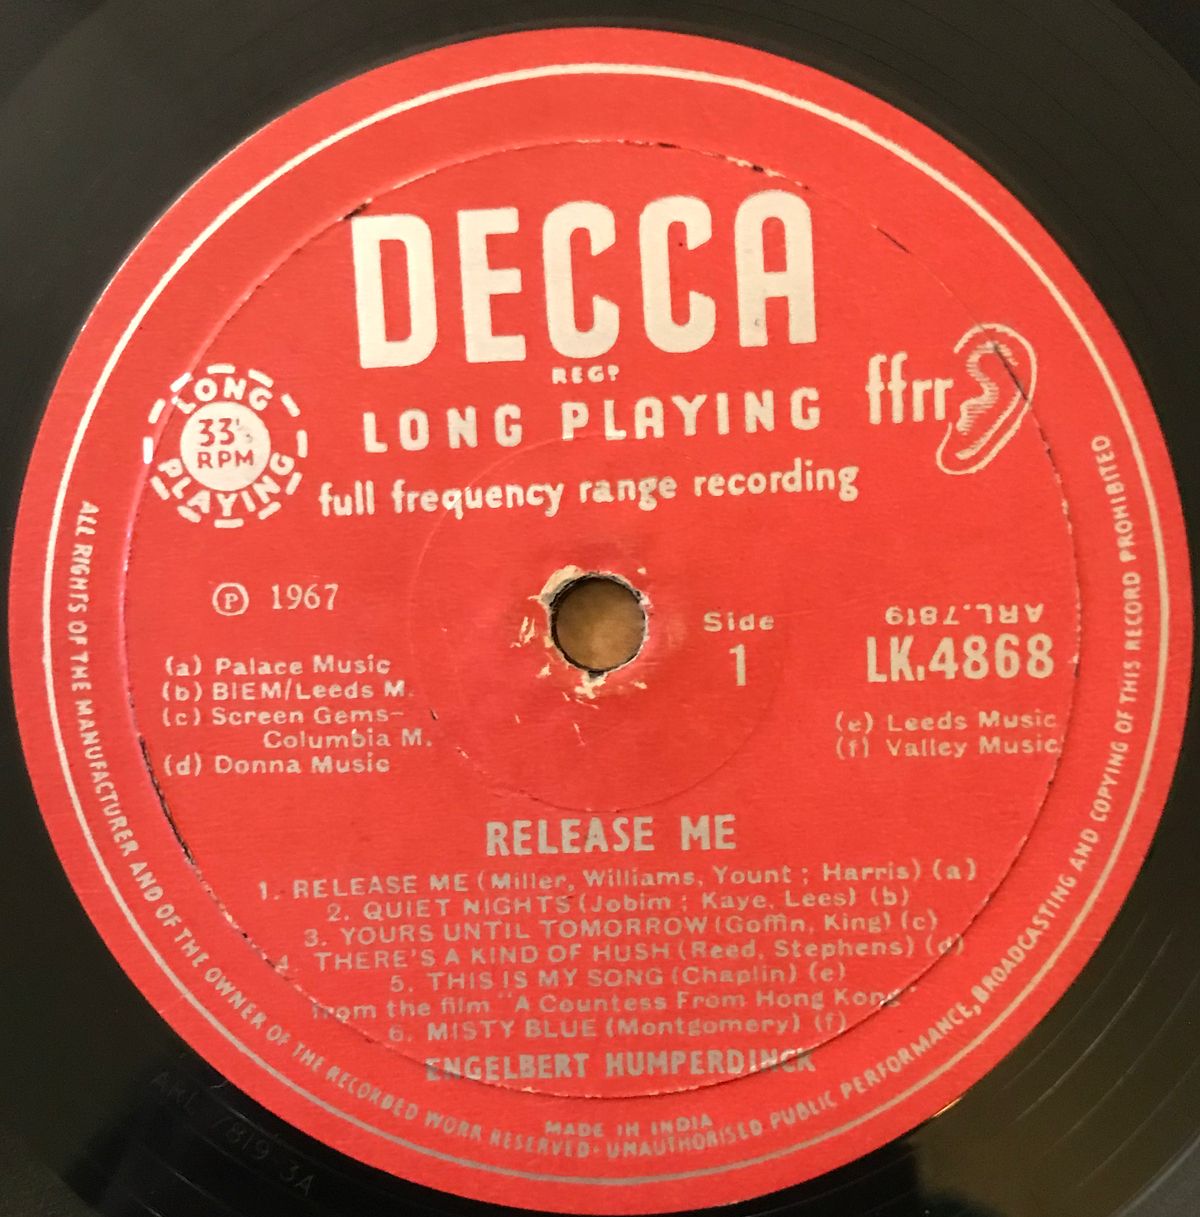 DECCA
REGD
LONG PLAYING
ffrr
LONG
33⅓
RPM
PLAYING
full frequency range recording
℗ 1967
Side
1
ARL.7819
LK.4868
(a) Palace Music
(b) BIEM/Leeds M.
(c) Screen Gems-
Columbia M.
(d) Donna Music
(e) Leeds Music
(f) Valley Music
RELEASE ME
1. RELEASE ME (Miller, Williams, Yount ; Harris) (a)
2. QUIET NIGHTS (Jobim ; Kaye, Lees) (b)
3. YOURS UNTIL TOMORROW (Goffin, King) (c)
4. THERE'S A KIND OF HUSH (Reed, Stephens) (d)
5. THIS IS MY SONG (Chaplin) (e)
from the film "A Countess From Hong Kong"
6. MISTY BLUE (Montgomery) (f)
ENGELBERT HUMPERDINCK
MADE IN INDIA
ALL RIGHTS OF THE MANUFACTURER AND OF THE OWNER OF THE RECORDED WORK RESERVED · UNAUTHORISED PUBLIC PERFORMANCE, BROADCASTING AND COPYING OF THIS RECORD PROHIBITED
ARL 7819 3A